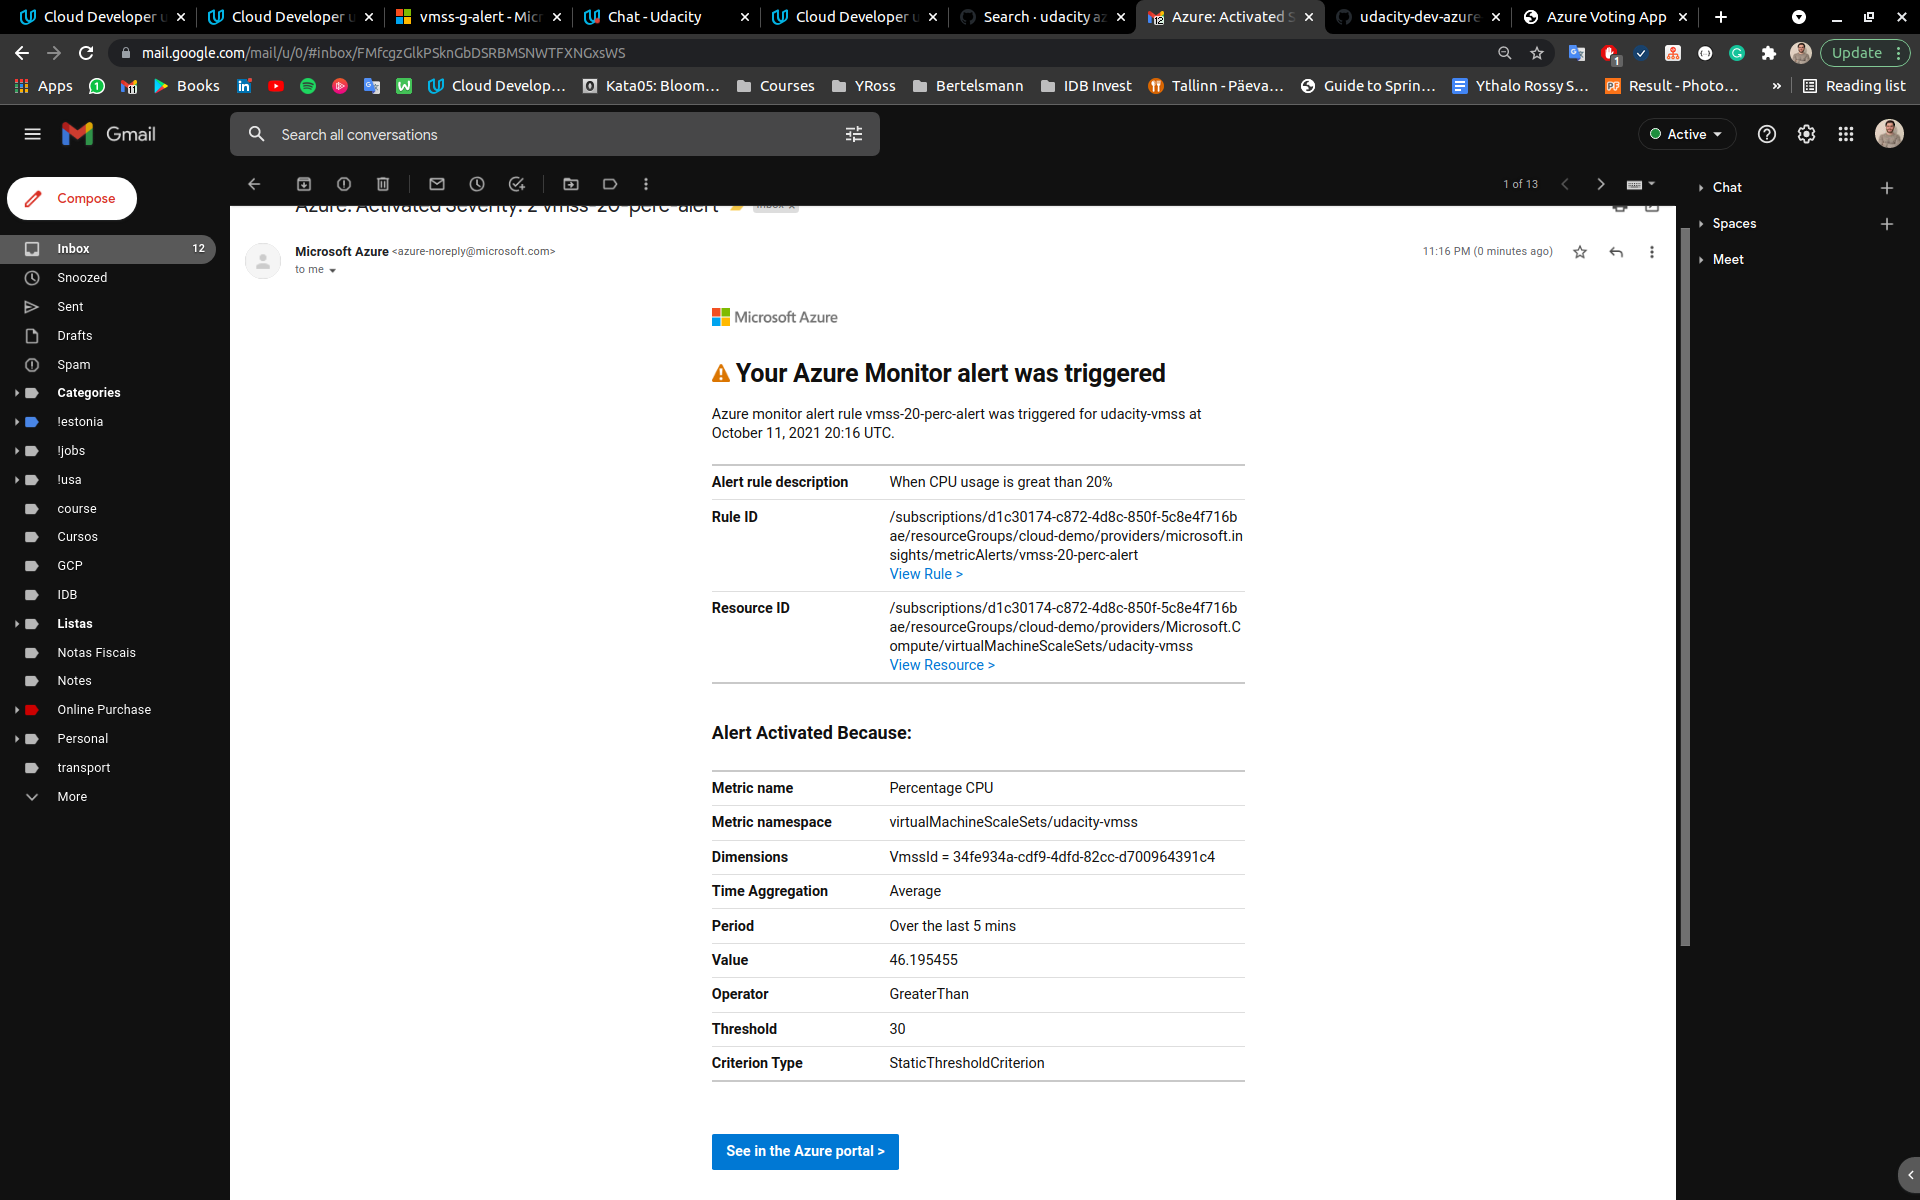 Cloud Developer u
Cloud Developer u
vmss-g-alert - Micr
Chat - Udacity
Cloud Developer u
Search · udacity az
Azure: Activated S
udacity-dev-azure
Azure Voting App
mail.google.com/mail/u/0/#inbox/FMfcgzGlkPSknGbDSRBMSNWTFXNGxsWS
1
Update
Apps
Books
Cloud Develop...
Kata05: Bloom...
Courses
YRoss
Bertelsmann
IDB Invest
Tallinn - Päeva...
Guide to Sprin...
Ythalo Rossy S...
Result - Photo...
»
Reading list
Gmail
Search all conversations
Active
1 of 13
Compose
Inbox 12
Snoozed
Sent
Drafts
Spam
Categories
!estonia
!jobs
!usa
course
Cursos
GCP
IDB
Listas
Notas Fiscais
Notes
Online Purchase
Personal
transport
More
Chat
Spaces
Meet
Azure: Activated Severity: 2 vmss-20-perc-alert
Microsoft Azure <azure-noreply@microsoft.com>
to me
11:16 PM (0 minutes ago)
Microsoft Azure
Your Azure Monitor alert was triggered
Azure monitor alert rule vmss-20-perc-alert was triggered for udacity-vmss at
October 11, 2021 20:16 UTC.
Alert rule description When CPU usage is great than 20%
Rule ID /subscriptions/d1c30174-c872-4d8c-850f-5c8e4f716b
ae/resourceGroups/cloud-demo/providers/microsoft.in
sights/metricAlerts/vmss-20-perc-alert
View Rule >
Resource ID /subscriptions/d1c30174-c872-4d8c-850f-5c8e4f716b
ae/resourceGroups/cloud-demo/providers/Microsoft.C
ompute/virtualMachineScaleSets/udacity-vmss
View Resource >
Alert Activated Because:
Metric name Percentage CPU
Metric namespace virtualMachineScaleSets/udacity-vmss
Dimensions VmssId = 34fe934a-cdf9-4dfd-82cc-d700964391c4
Time Aggregation Average
Period Over the last 5 mins
Value 46.195455
Operator GreaterThan
Threshold 30
Criterion Type StaticThresholdCriterion
See in the Azure portal >